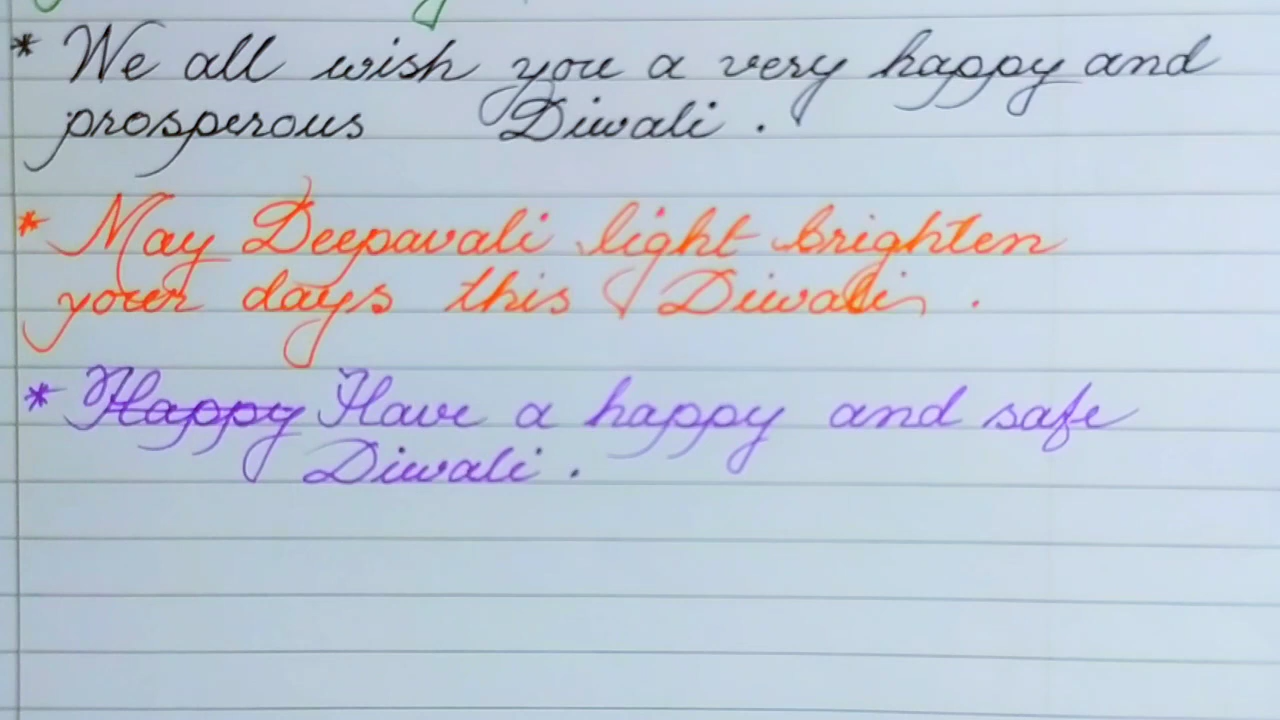 * We all wish you a very happy and
prosperous Diwali .
* May Deepavali light brighten
your days this Diwali .
* Happy Have a happy and safe
Diwali .